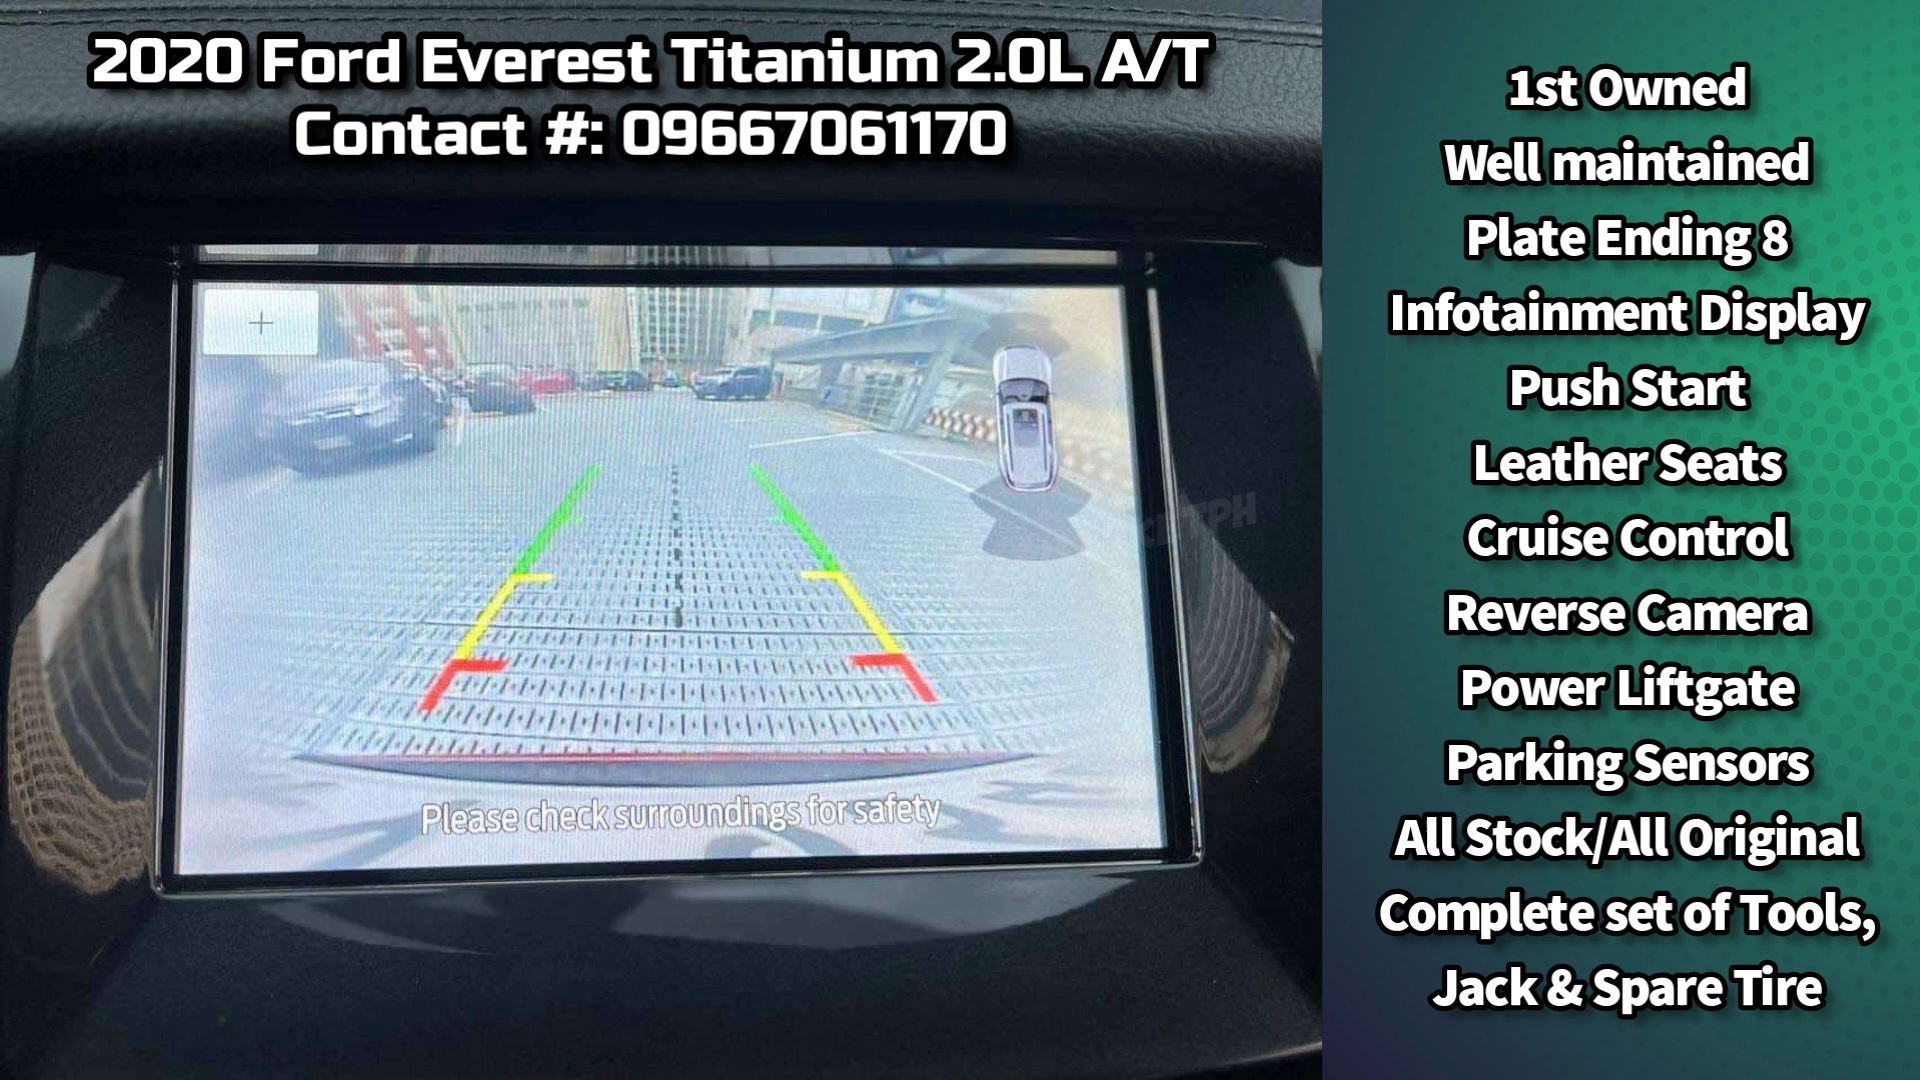 2020 Ford Everest Titanium 2.0L A/T
Contact #: 09667061170
Please check surroundings for safety
1st Owned
Well maintained
Plate Ending 8
Infotainment Display
Push Start
Leather Seats
Cruise Control
Reverse Camera
Power Liftgate
Parking Sensors
All Stock/All Original
Complete set of Tools,
Jack & Spare Tire